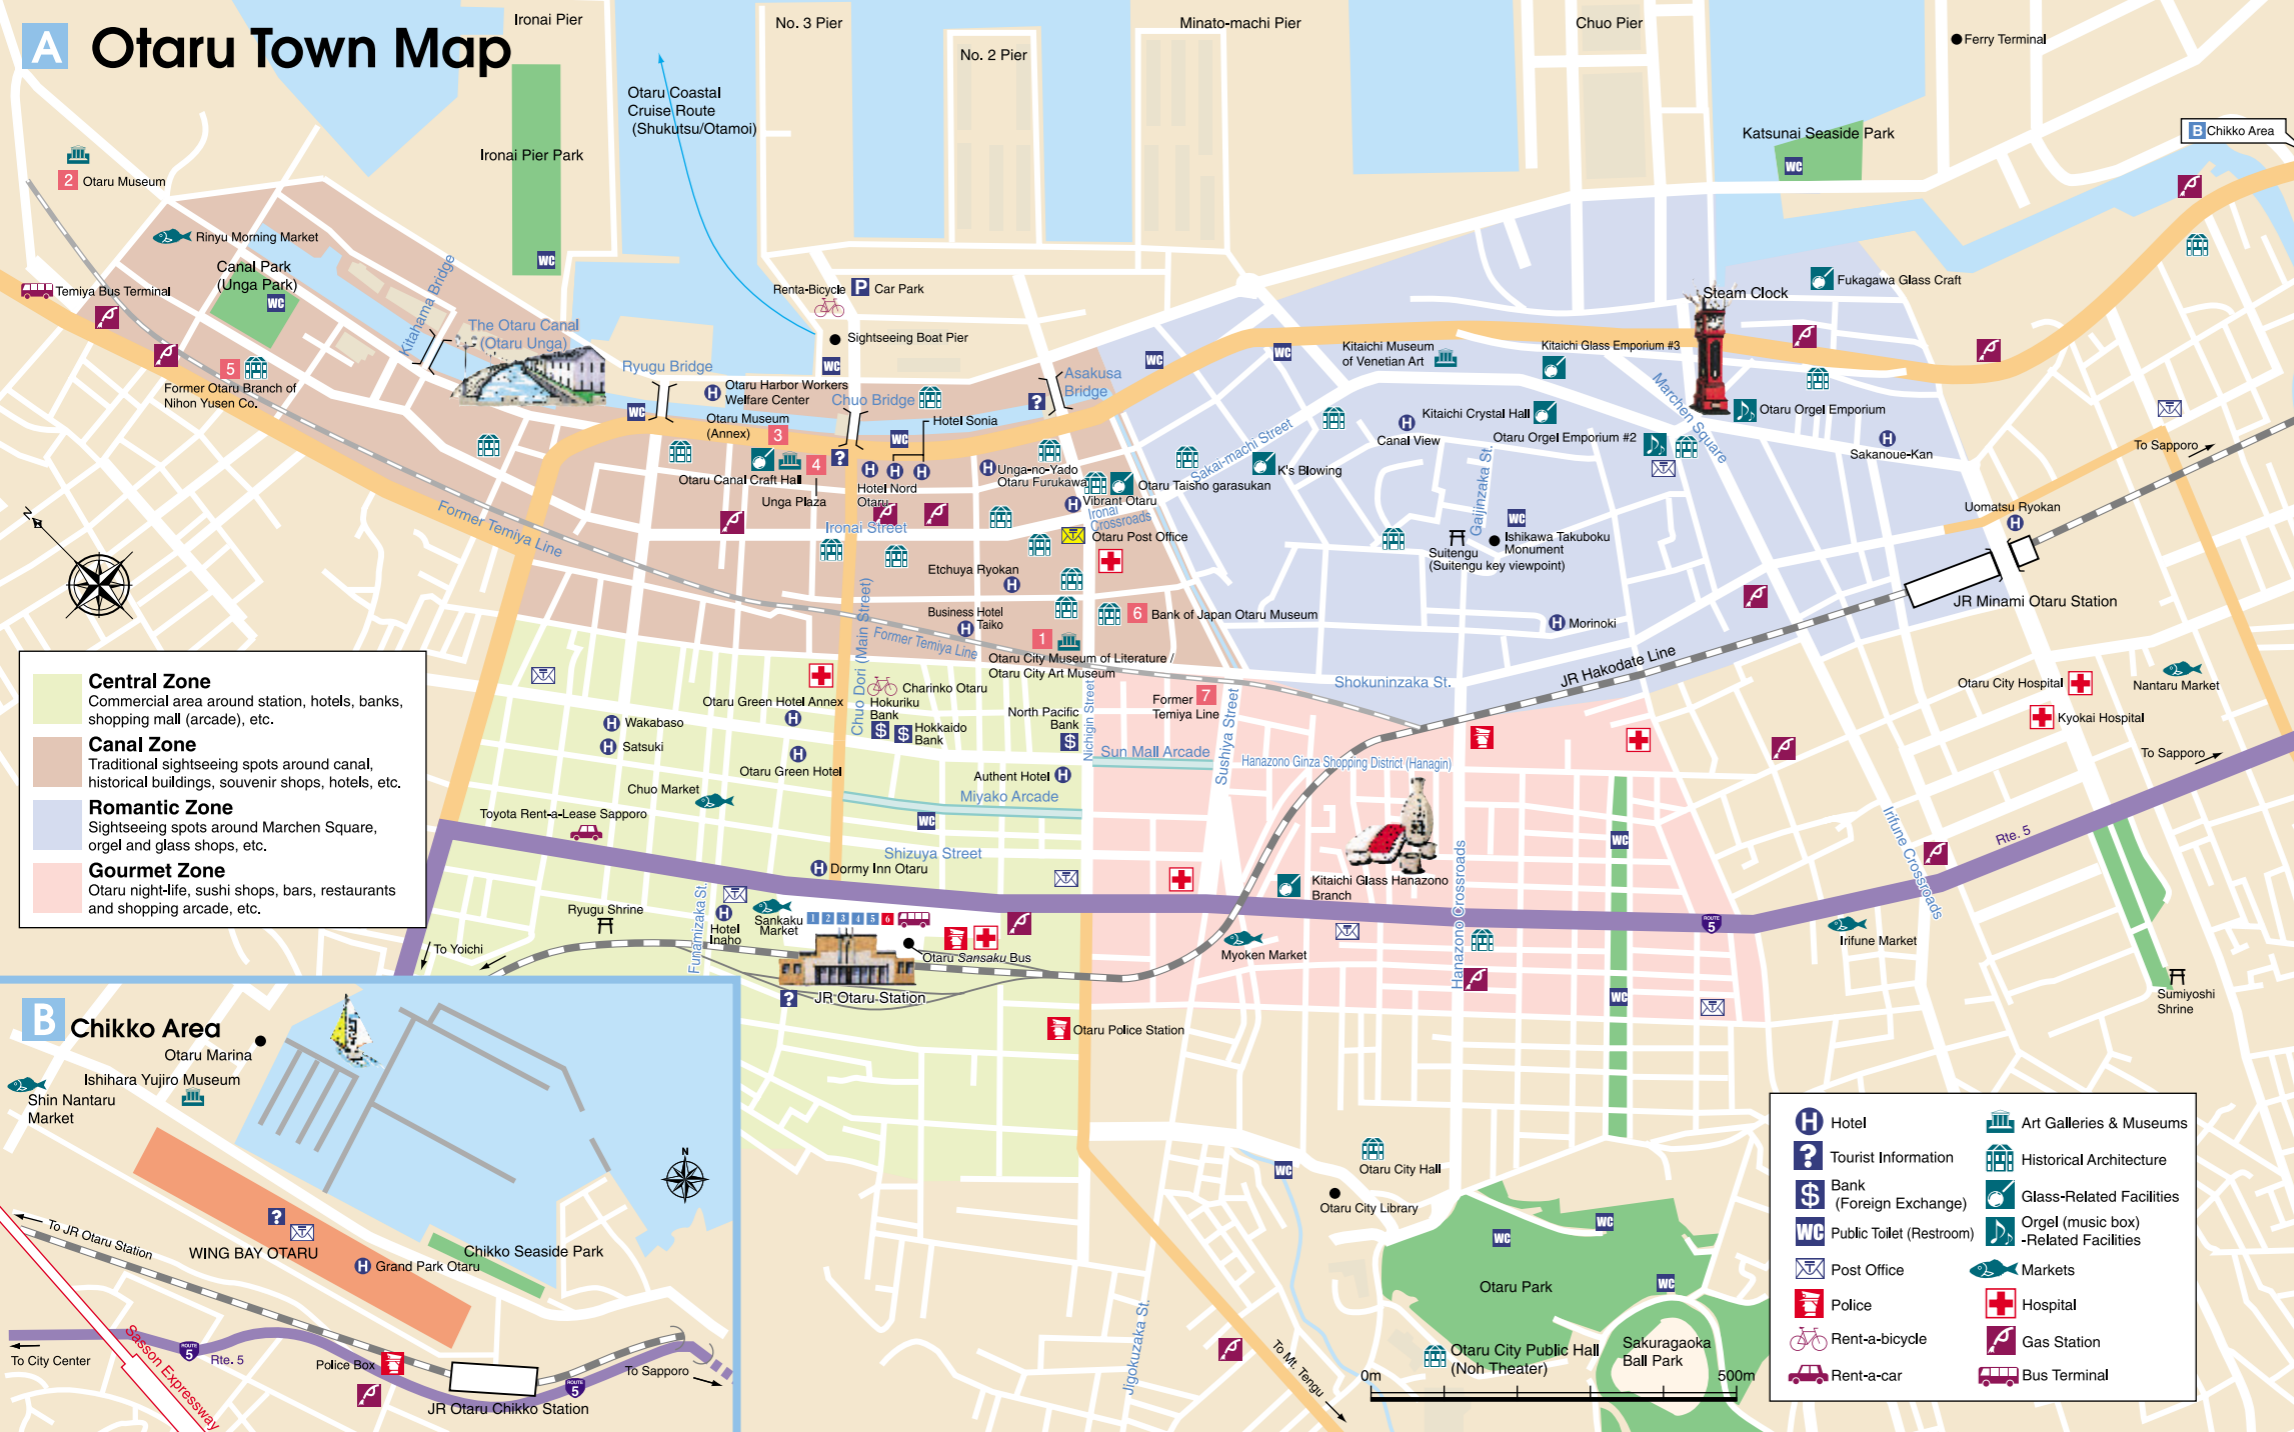 A Otaru Town Map
Ironai Pier
No. 3 Pier
No. 2 Pier
Minato-machi Pier
Chuo Pier
Ferry Terminal
Otaru Coastal
Cruise Route
(Shukutsu/Otamoi)
Ironai Pier Park
Katsunai Seaside Park
WC
B Chikko Area
2 Otaru Museum
Rinyu Morning Market
Canal Park
(Unga Park)
WC
WC
Temiya Bus Terminal
Kitahama Bridge
The Otaru Canal
(Otaru Unga)
Renta-Bicycle
P Car Park
Sightseeing Boat Pier
WC
Steam Clock
Fukagawa Glass Craft
5
Former Otaru Branch of
Nihon Yusen Co.
Ryugu Bridge
WC
H Otaru Harbor Workers
Welfare Center
Chuo Bridge
Asakusa
Bridge
?
WC
WC
Kitaichi Museum
of Venetian Art
Kitaichi Glass Emporium #3
Marchen Square
Otaru Museum
(Annex) 3
WC
Hotel Sonia
Kitaichi Crystal Hall
H
Canal View
Otaru Orgel Emporium
Otaru Orgel Emporium #2
H
Sakanoue-Kan
To Sapporo
Otaru Canal Craft Hall
4
?
Unga Plaza
H H H
Hotel Nord
Otaru
H Unga-no-Yado
Otaru Furukawa
Otaru Taisho garasukan
Sakai-machi Street
K's Blowing
H Vibrant Otaru
Ironai
Crossroads
Gaijinzaka St.
WC
Uomatsu Ryokan
H
N
Former Temiya Line
Ironai Street
Otaru Post Office
Suitengu
(Suitengu key viewpoint)
Ishikawa Takuboku
Monument
Etchuya Ryokan
H
JR Minami Otaru Station
Chuo Dori (Main Street)
Business Hotel
Taiko
H
6 Bank of Japan Otaru Museum
H Morinoki
Former Temiya Line
1
Otaru City Museum of Literature /
Otaru City Art Museum
JR Hakodate Line
Shokuninzaka St.
Central Zone
Commercial area around station, hotels, banks,
shopping mall (arcade), etc.
Canal Zone
Traditional sightseeing spots around canal,
historical buildings, souvenir shops, hotels, etc.
Romantic Zone
Sightseeing spots around Marchen Square,
orgel and glass shops, etc.
Gourmet Zone
Otaru night-life, sushi shops, bars, restaurants
and shopping arcade, etc.
Otaru Green Hotel Annex
H
Charinko Otaru
Hokuriku
Bank
$ $
Hokkaido
Bank
North Pacific
Bank
$
Nichigin Street
Former
Temiya Line
7
Sushiya Street
Otaru City Hospital
Kyokai Hospital
Nantaru Market
To Sapporo
H Wakabaso
H Satsuki
H
Otaru Green Hotel
Sun Mall Arcade
Hanazono Ginza Shopping District (Hanagin)
Authent Hotel H
Miyako Arcade
Chuo Market
Toyota Rent-a-Lease Sapporo
WC
WC
Shizuya Street
H Dormy Inn Otaru
Kitaichi Glass Hanazono
Branch
Hanazono Crossroads
Irifune Crossroads
Rte. 5
Ryugu Shrine
Funamizaka St.
H
Hotel
Inaho
Sankaku
Market
1 2 3 4 5 6
Otaru Sansaku Bus
To Yoichi
Myoken Market
ROUTE
5
Irifune Market
?
JR Otaru Station
WC
Sumiyoshi
Shrine
Otaru Police Station
B Chikko Area
Otaru Marina
Ishihara Yujiro Museum
Shin Nantaru
Market
N
To JR Otaru Station
?
WING BAY OTARU
H Grand Park Otaru
Chikko Seaside Park
Sasson Expressway
ROUTE
5
Rte. 5
To City Center
Police Box
To Sapporo
ROUTE
5
JR Otaru Chikko Station
WC
Otaru City Hall
Otaru City Library
WC
WC
WC
Otaru Park
Jigokuzaka St.
To Mt. Tengu
Otaru City Public Hall
(Noh Theater)
Sakuragaoka
Ball Park
0m
500m
H Hotel
? Tourist Information
$ Bank
(Foreign Exchange)
WC Public Toilet (Restroom)
Post Office
Police
Rent-a-bicycle
Rent-a-car
Art Galleries & Museums
Historical Architecture
Glass-Related Facilities
Orgel (music box)
-Related Facilities
Markets
Hospital
Gas Station
Bus Terminal